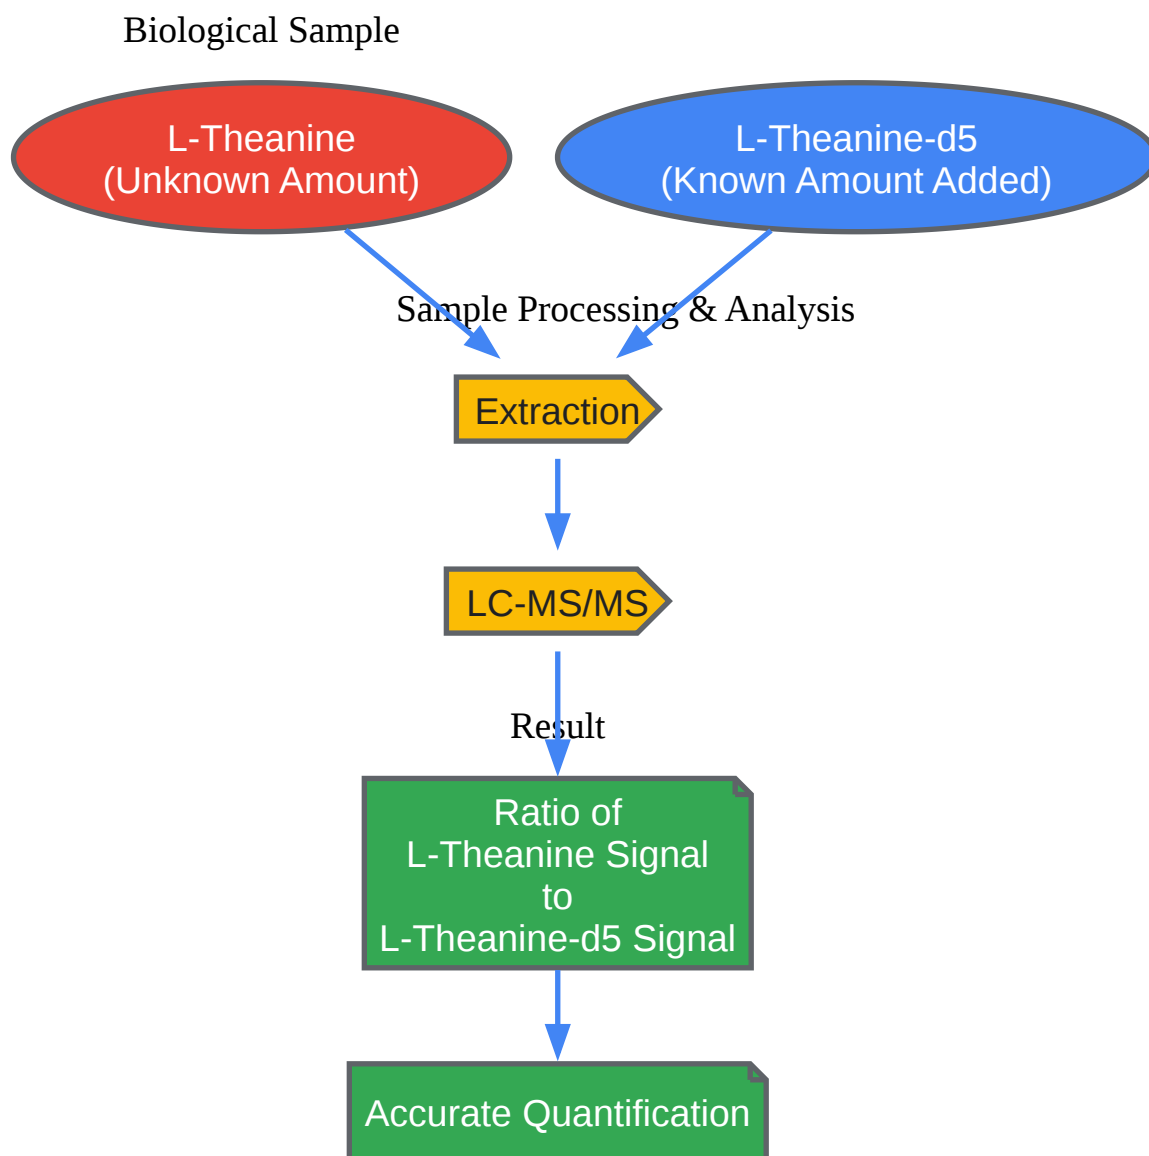 Biological Sample
L-Theanine
(Unknown Amount)
L-Theanine-d5
(Known Amount Added)
Sample Processing & Analysis
Extraction
LC-MS/MS
Result
Ratio of
L-Theanine Signal
to
L-Theanine-d5 Signal
Accurate Quantification